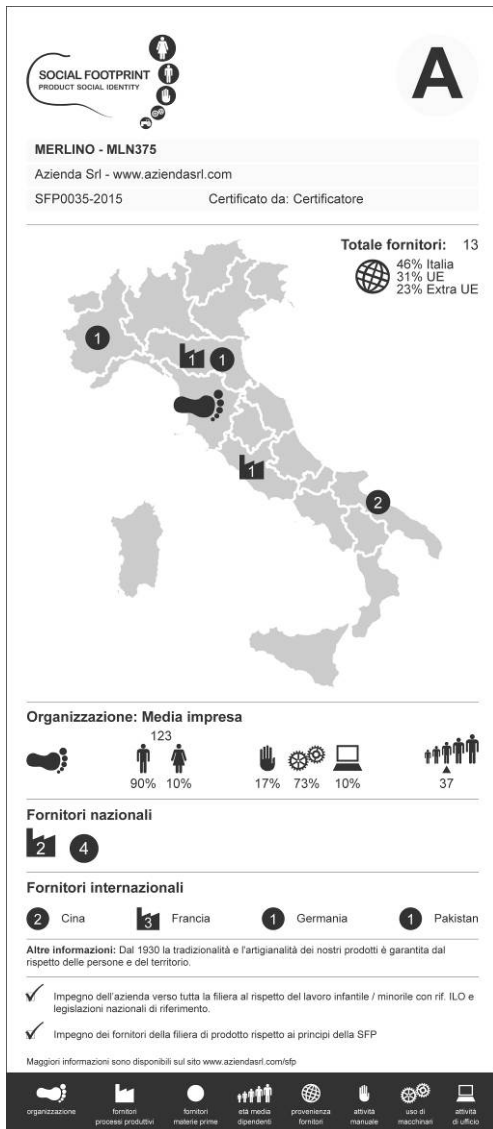 SOCIAL FOOTPRINT
PRODUCT SOCIAL IDENTITY
A
MERLINO - MLN375
Azienda Srl - www.aziendasrl.com
SFP0035-2015 Certificato da: Certificatore
Totale fornitori: 13
46% Italia
31% UE
23% Extra UE
1
1 1
1
2
Organizzazione: Media impresa
123
90% 10% 17% 73% 10% 37
Fornitori nazionali
2 4
Fornitori internazionali
2 Cina 3 Francia 1 Germania 1 Pakistan
Altre informazioni: Dal 1930 la tradizionalità e l'artigianalità dei nostri prodotti è garantita dal
rispetto delle persone e del territorio.
Impegno dell'azienda verso tutta la filiera al rispetto del lavoro infantile / minorile con rif. ILO e
legislazioni nazionali di riferimento.
Impegno dei fornitori della filiera di prodotto rispetto ai principi della SFP
Maggiori informazioni sono disponibili sul sito www.aziendasrl.com/sfp
organizzazione fornitori fornitori età media provenienza attività uso di attività
processi produttivi materie prime dipendenti fornitori manuale macchinari di ufficio